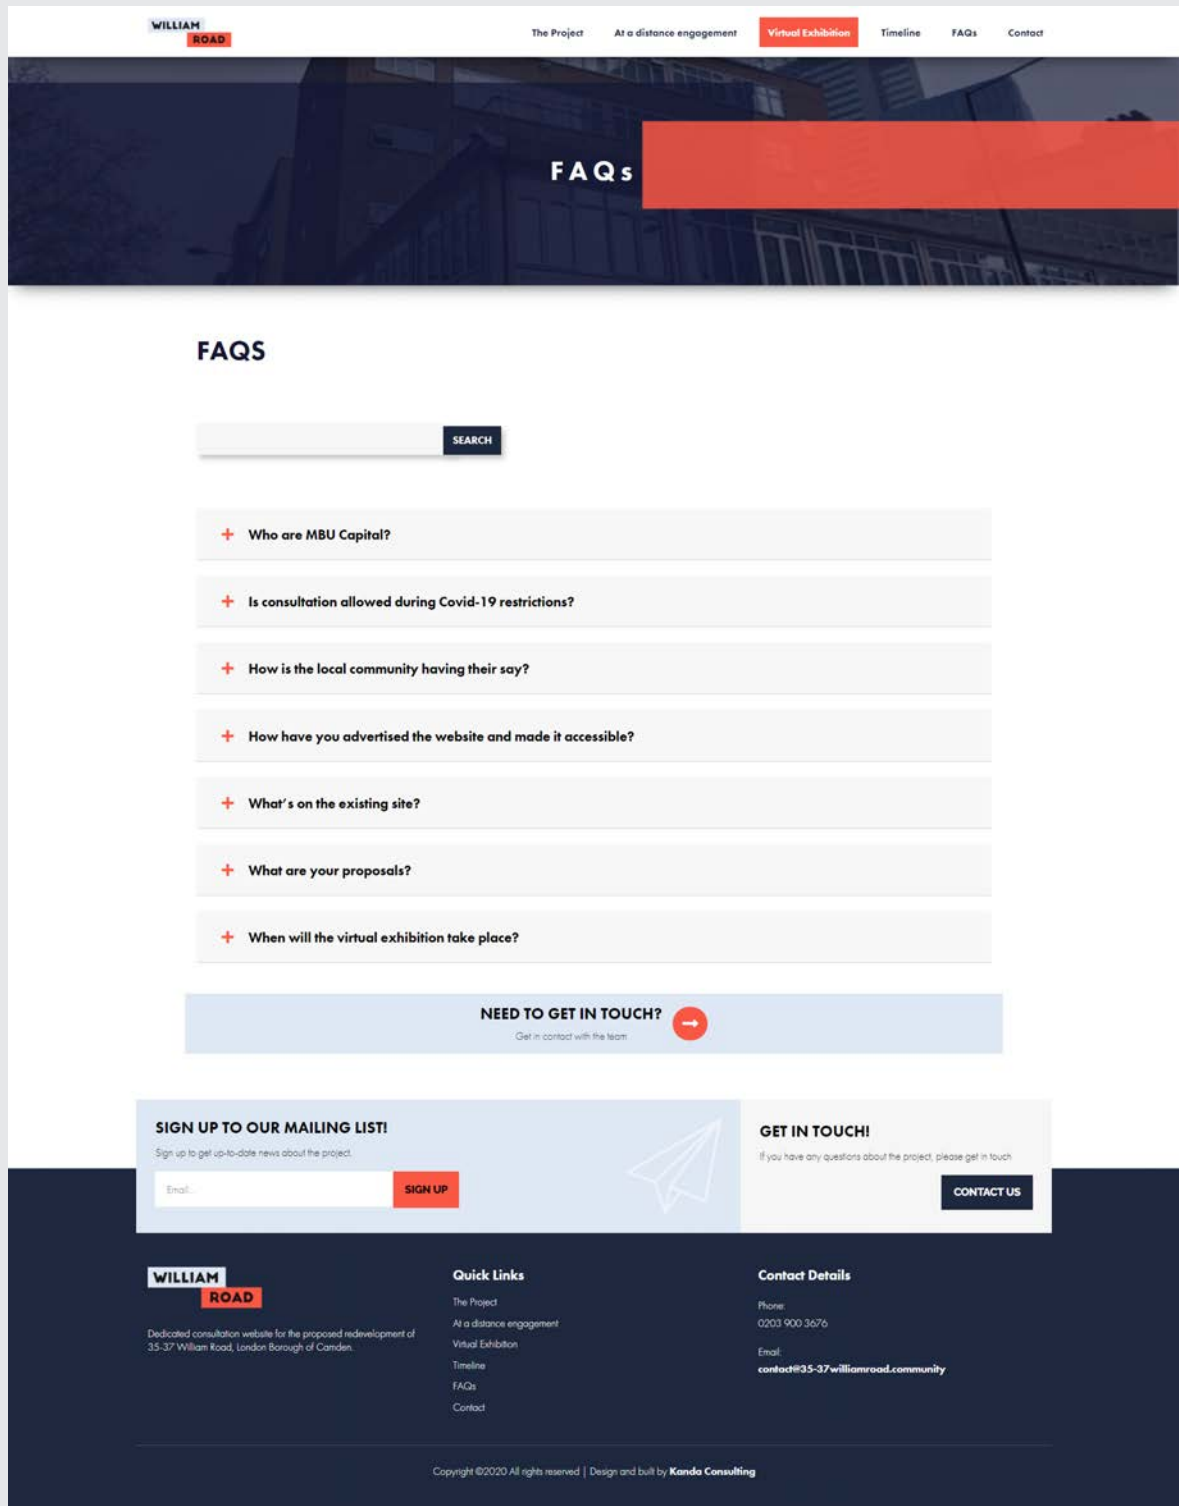 WILLIAM
ROAD
The Project
At a distance engagement
Virtual Exhibition
Timeline
FAQs
Contact
FAQs
FAQS
SEARCH
+ Who are MBU Capital?
+ Is consultation allowed during Covid-19 restrictions?
+ How is the local community having their say?
+ How have you advertised the website and made it accessible?
+ What's on the existing site?
+ What are your proposals?
+ When will the virtual exhibition take place?
NEED TO GET IN TOUCH?
Get in contact with the team
SIGN UP TO OUR MAILING LIST!
Sign up to get up-to-date news about the project.
Email...
SIGN UP
GET IN TOUCH!
If you have any questions about the project, please get in touch
CONTACT US
WILLIAM
ROAD
Dedicated consultation website for the proposed redevelopment of
35-37 William Road, London Borough of Camden.
Quick Links
The Project
At a distance engagement
Virtual Exhibition
Timeline
FAQs
Contact
Contact Details
Phone:
0203 900 3676
Email:
contact@35-37williamroad.community
Copyright ©2020 All rights reserved | Design and built by Kanda Consulting